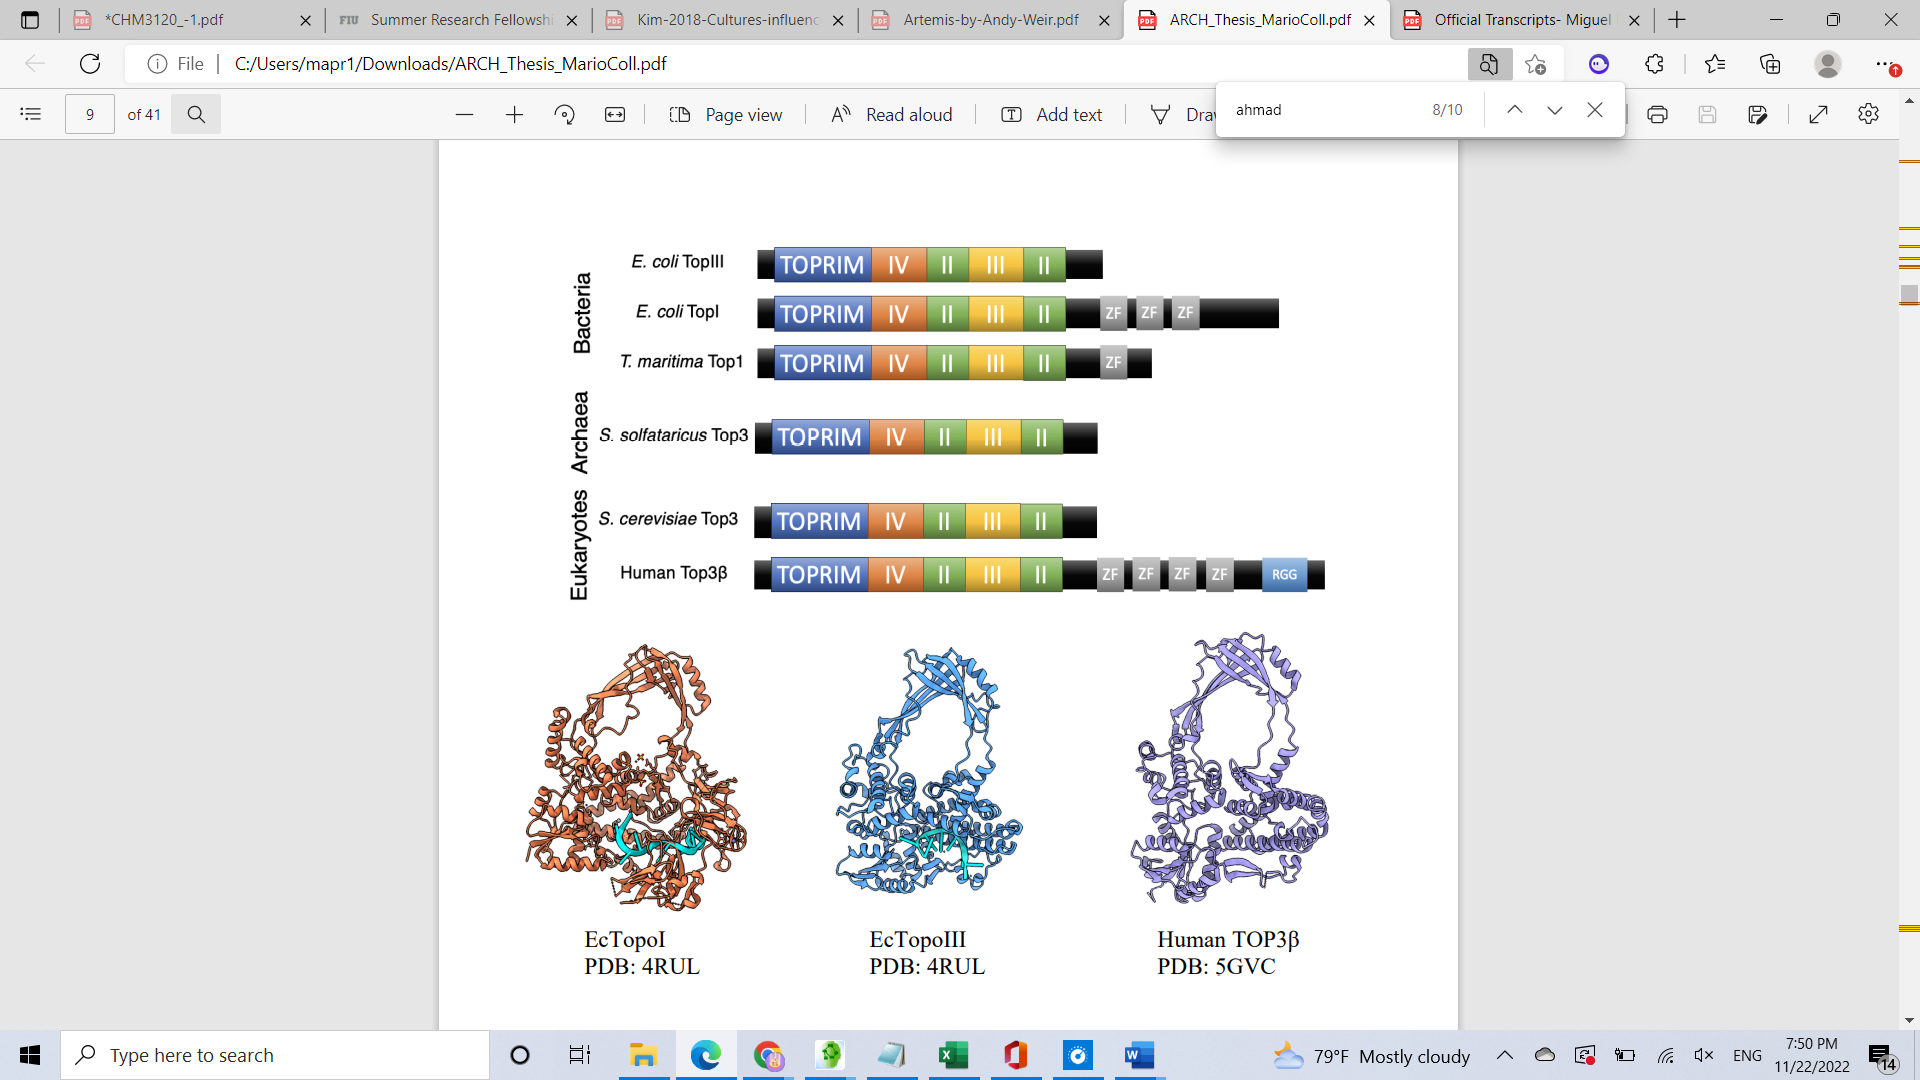 *CHM3120_-1.pdf
FIU Summer Research Fellowshi
Kim-2018-Cultures-influenc
Artemis-by-Andy-Weir.pdf
ARCH_Thesis_MarioColl.pdf
Official Transcripts- Miguel
File C:/Users/mapr1/Downloads/ARCH_Thesis_MarioColl.pdf
9 of 41
Page view
Read aloud
Add text
Draw
ahmad 8/10
Bacteria
E. coli TopIII TOPRIM IV II III II
E. coli TopI TOPRIM IV II III II ZF ZF ZF
T. maritima Top1 TOPRIM IV II III II ZF
Archaea
S. solfataricus Top3 TOPRIM IV II III II
Eukaryotes
S. cerevisiae Top3 TOPRIM IV II III II
Human Top3β TOPRIM IV II III II ZF ZF ZF ZF RGG
EcTopoI
PDB: 4RUL
EcTopoIII
PDB: 4RUL
Human TOP3β
PDB: 5GVC
Type here to search
79°F Mostly cloudy
ENG
7:50 PM
11/22/2022
14